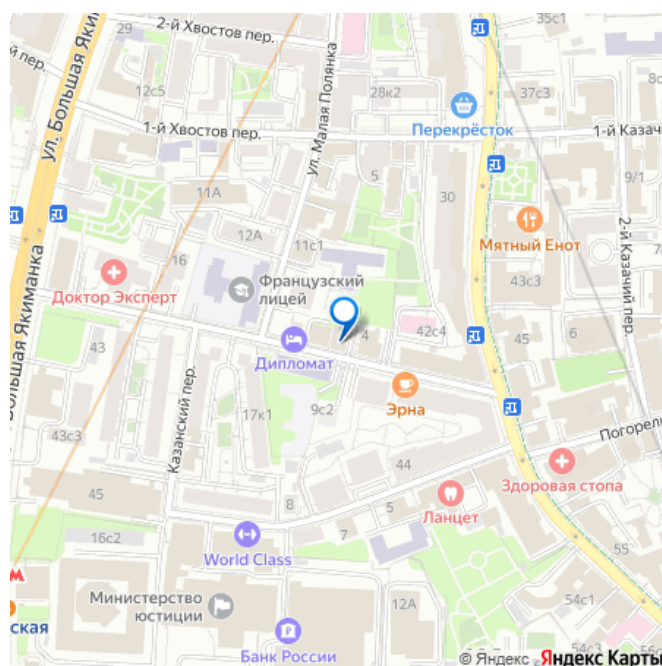 2-й Хвостов пер.
35с1
29
ул. Большая Якиманка
й пер.
12с5
28к2
37с3
Перекрёсток
1-й Хвостов пер.
1-й Казач
ул. Малая Полянка
5
11А
30
9/1
2-й Казачий пер.
12А
11с1
Мятный Енот
16
Доктор Эксперт
Французский
лицей
43с3
43
4
42с4
45
6
Дипломат
Большая Якиманка
Казанский пер.
17к1
9с2
Эрна
43с3
Погорел
44
Здоровая стопа
45
8
5
Ланцет
16с2
7
World Class
55
Министерство
юстиции
12А
54с1
ская
54с3
Банк России
© Яндекс Яндекс Карты